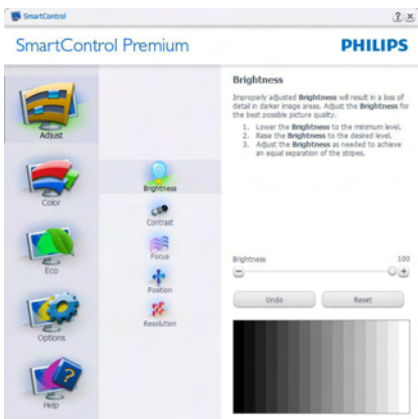 SmartControl
SmartControl Premium
PHILIPS
Adjust
Color
Eco
Options
Help
Brightness
Contrast
Focus
Position
Resolution
Brightness
Improperly adjusted Brightness will result in a loss of
detail in darker image areas. Adjust the Brightness for
the best possible picture quality.
1. Lower the Brightness to the minimum level.
2. Raise the Brightness to the desired level.
3. Adjust the Brightness as needed to achieve
an equal separation of the stripes.
Brightness 100
Undo Reset